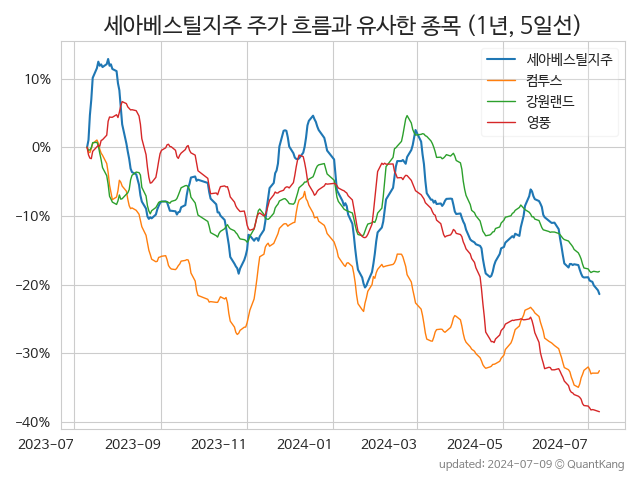 세아베스틸지주 주가 흐름과 유사한 종목 (1년, 5일선)
세아베스틸지주
컴투스
강원랜드
영풍
10%
0%
−10%
−20%
−30%
−40%
2023-07 2023-09 2023-11 2024-01 2024-03 2024-05 2024-07
updated: 2024-07-09 © QuantKang